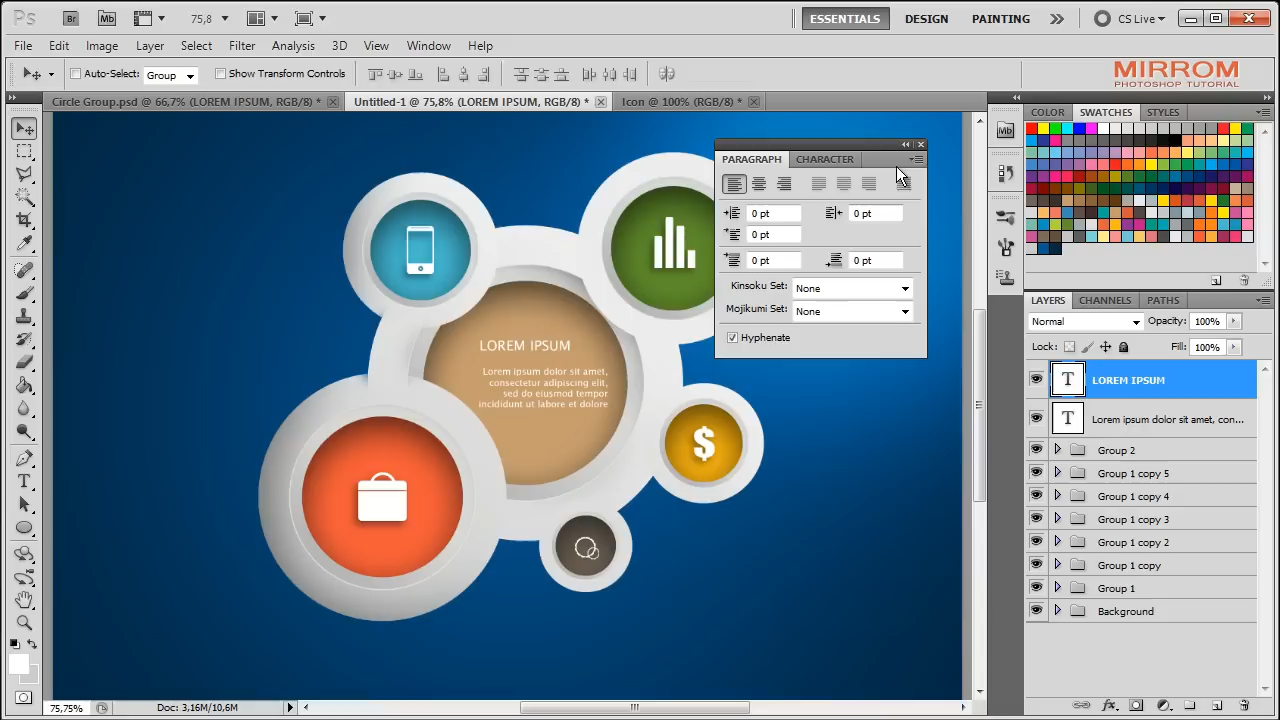 Ps
Br
Mb
75,8
ESSENTIALS
DESIGN
PAINTING
CS Live
File Edit Image Layer Select Filter Analysis 3D View Window Help
Auto-Select:
Group
Show Transform Controls
MIRROM
PHOTOSHOP TUTORIAL
Circle Group.psd @ 66,7% (LOREM IPSUM, RGB/8) *
Untitled-1 @ 75,8% (LOREM IPSUM, RGB/8) *
Icon @ 100% (RGB/8) *
COLOR
SWATCHES
STYLES
Mb
PARAGRAPH
CHARACTER
0 pt
0 pt
0 pt
0 pt
0 pt
Kinsoku Set:
None
Mojikumi Set:
None
Hyphenate
LOREM IPSUM
Lorem ipsum dolor sit amet,
consectetur adipiscing elit,
sed do eiusmod tempor
incididunt ut labore et dolore
$
LAYERS
CHANNELS
PATHS
Normal
Opacity:
100%
Lock:
Fill:
100%
T
LOREM IPSUM
T
Lorem ipsum dolor sit amet, con...
Group 2
Group 1 copy 5
Group 1 copy 4
Group 1 copy 3
Group 1 copy 2
Group 1 copy
Group 1
Background
T
75,75%
Doc: 3,16M/10,6M